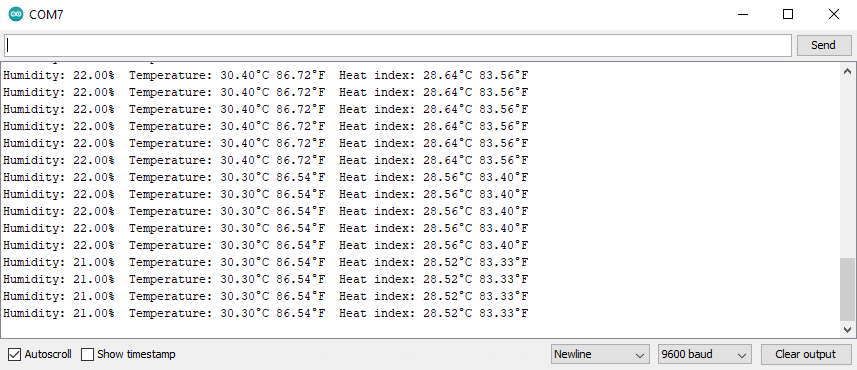 COM7
Send
Humidity: 22.00%  Temperature: 30.40°C 86.72°F  Heat index: 28.64°C 83.56°F
Humidity: 22.00%  Temperature: 30.40°C 86.72°F  Heat index: 28.64°C 83.56°F
Humidity: 22.00%  Temperature: 30.40°C 86.72°F  Heat index: 28.64°C 83.56°F
Humidity: 22.00%  Temperature: 30.40°C 86.72°F  Heat index: 28.64°C 83.56°F
Humidity: 22.00%  Temperature: 30.40°C 86.72°F  Heat index: 28.64°C 83.56°F
Humidity: 22.00%  Temperature: 30.40°C 86.72°F  Heat index: 28.64°C 83.56°F
Humidity: 22.00%  Temperature: 30.30°C 86.54°F  Heat index: 28.56°C 83.40°F
Humidity: 22.00%  Temperature: 30.30°C 86.54°F  Heat index: 28.56°C 83.40°F
Humidity: 22.00%  Temperature: 30.30°C 86.54°F  Heat index: 28.56°C 83.40°F
Humidity: 22.00%  Temperature: 30.30°C 86.54°F  Heat index: 28.56°C 83.40°F
Humidity: 22.00%  Temperature: 30.30°C 86.54°F  Heat index: 28.56°C 83.40°F
Humidity: 21.00%  Temperature: 30.30°C 86.54°F  Heat index: 28.52°C 83.33°F
Humidity: 21.00%  Temperature: 30.30°C 86.54°F  Heat index: 28.52°C 83.33°F
Humidity: 21.00%  Temperature: 30.30°C 86.54°F  Heat index: 28.52°C 83.33°F
Humidity: 21.00%  Temperature: 30.30°C 86.54°F  Heat index: 28.52°C 83.33°F
Autoscroll Show timestamp Newline 9600 baud Clear output